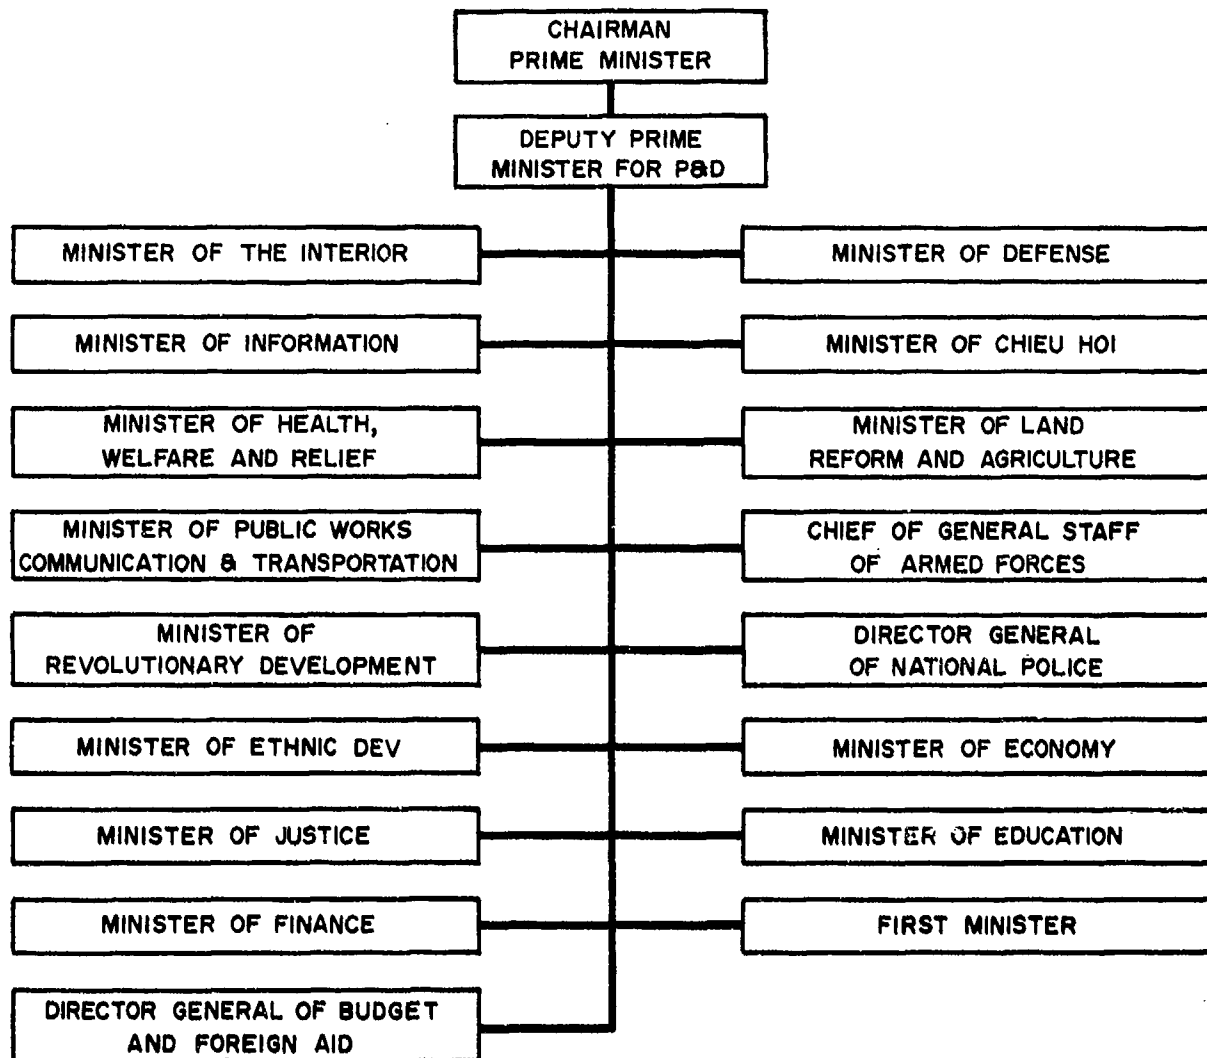 CHAIRMAN
PRIME MINISTER
DEPUTY PRIME
MINISTER FOR P&D
MINISTER OF THE INTERIOR
MINISTER OF DEFENSE
MINISTER OF INFORMATION
MINISTER OF CHIEU HOI
MINISTER OF HEALTH,
WELFARE AND RELIEF
MINISTER OF LAND
REFORM AND AGRICULTURE
MINISTER OF PUBLIC WORKS
COMMUNICATION & TRANSPORTATION
CHIEF OF GENERAL STAFF
OF ARMED FORCES
MINISTER OF
REVOLUTIONARY DEVELOPMENT
DIRECTOR GENERAL
OF NATIONAL POLICE
MINISTER OF ETHNIC DEV
MINISTER OF ECONOMY
MINISTER OF JUSTICE
MINISTER OF EDUCATION
MINISTER OF FINANCE
FIRST MINISTER
DIRECTOR GENERAL OF BUDGET
AND FOREIGN AID